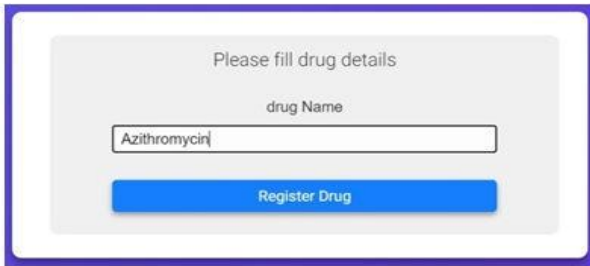 Please fill drug details
drug Name
Azithromycin
Register Drug